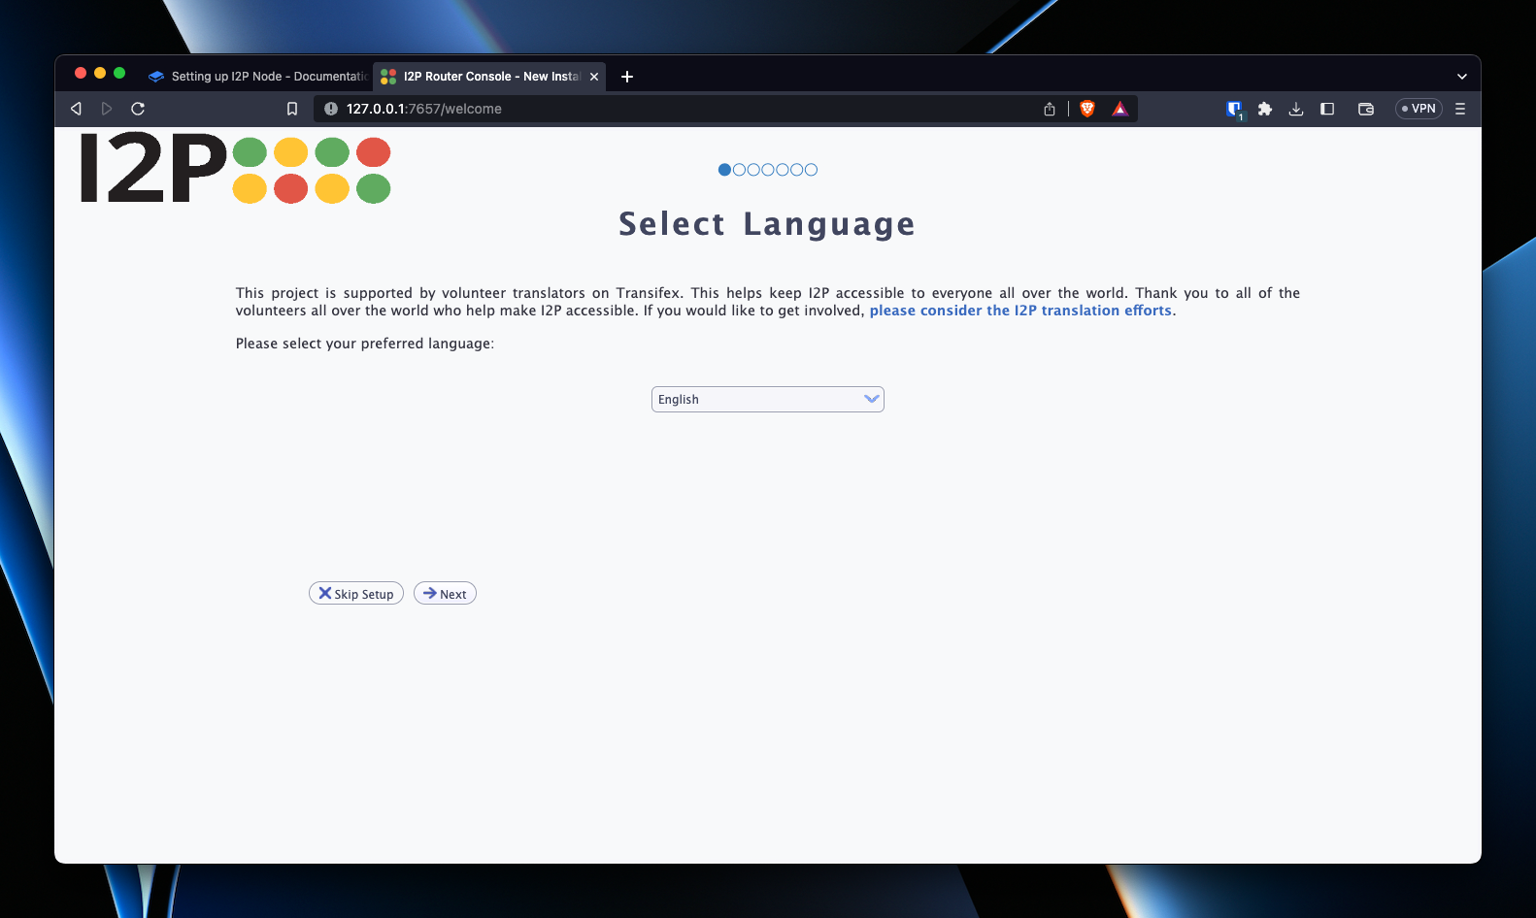 Setting up I2P Node - Documentatio
I2P Router Console - New Instal
127.0.0.1:7657/welcome
1
VPN
I2P
Select Language
This project is supported by volunteer translators on Transifex. This helps keep I2P accessible to everyone all over the world. Thank you to all of the
volunteers all over the world who help make I2P accessible. If you would like to get involved, please consider the I2P translation efforts.
Please select your preferred language:
English
Skip Setup
Next